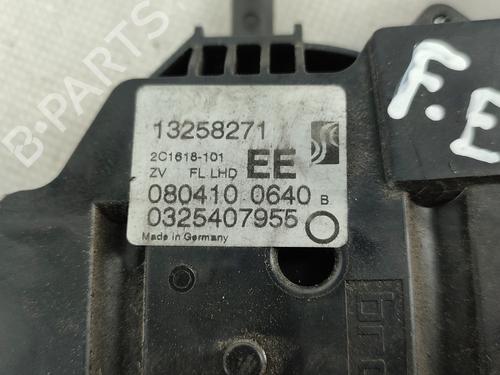 B-PARTS
13258271
2C1618-101
ZV FL LHD EE
080410 0640 B
0325407955
Made in Germany
F.E